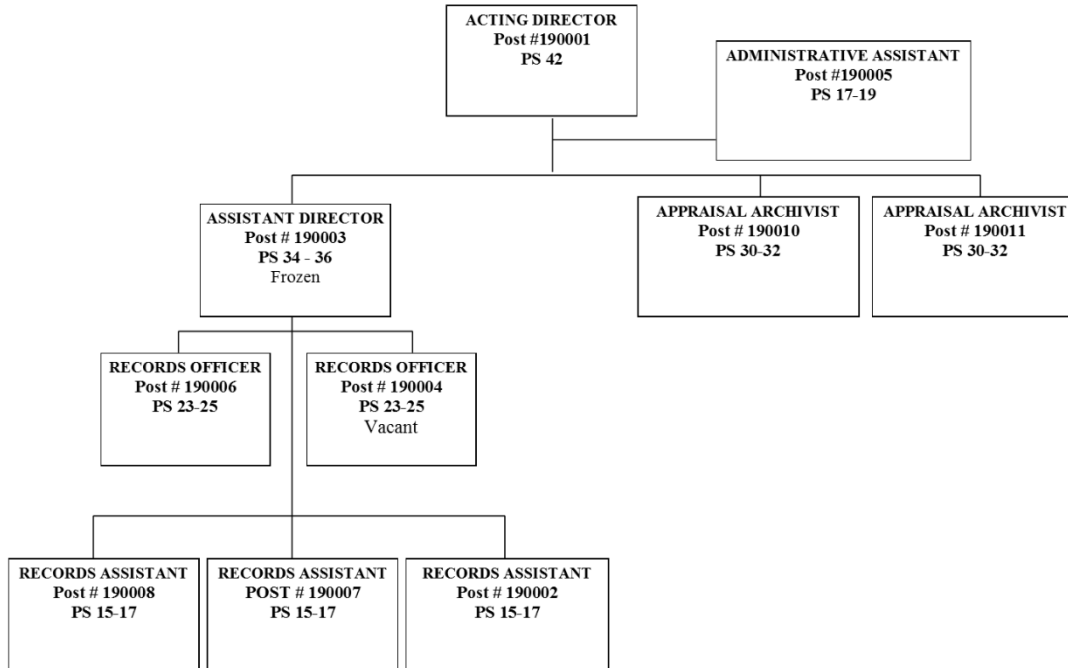 ACTING DIRECTOR
Post #190001
PS 42
ADMINISTRATIVE ASSISTANT
Post #190005
PS 17-19
ASSISTANT DIRECTOR
Post # 190003
PS 34 - 36
Frozen
APPRAISAL ARCHIVIST
Post # 190010
PS 30-32
APPRAISAL ARCHIVIST
Post # 190011
PS 30-32
RECORDS OFFICER
Post # 190006
PS 23-25
RECORDS OFFICER
Post # 190004
PS 23-25
Vacant
RECORDS ASSISTANT
Post # 190008
PS 15-17
RECORDS ASSISTANT
POST # 190007
PS 15-17
RECORDS ASSISTANT
Post # 190002
PS 15-17